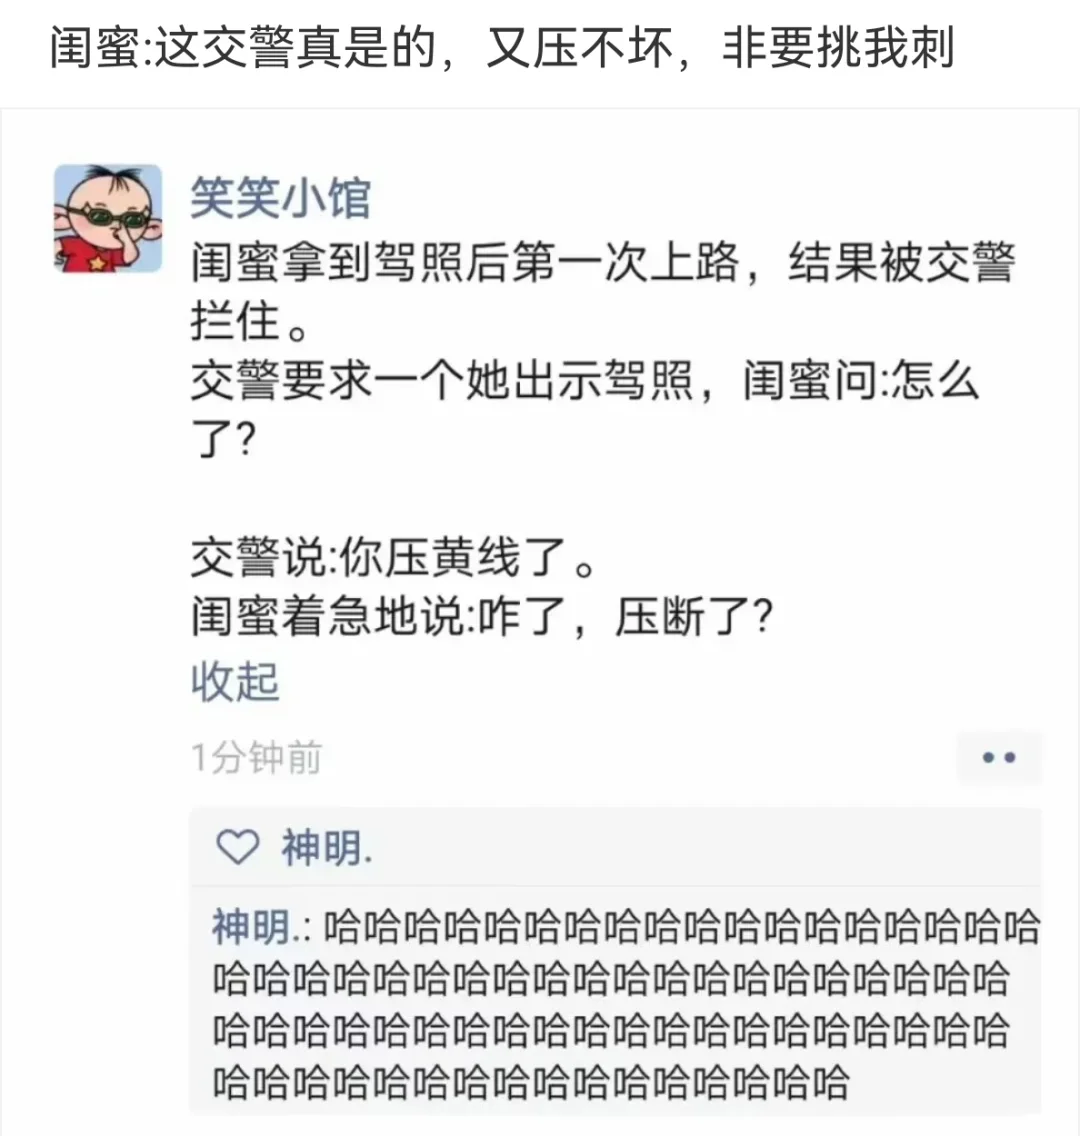 闺蜜:这交警真是的，又压不坏，非要挑我刺
笑笑小馆
闺蜜拿到驾照后第一次上路，结果被交警
拦住。
交警要求一个她出示驾照，闺蜜问:怎么
了?
交警说:你压黄线了。
闺蜜着急地说:咋了，压断了?
收起
1分钟前
神明.
神明.: 哈哈哈哈哈哈哈哈哈哈哈哈哈哈哈哈哈哈
哈哈哈哈哈哈哈哈哈哈哈哈哈哈哈哈哈哈哈哈
哈哈哈哈哈哈哈哈哈哈哈哈哈哈哈哈哈哈哈哈
哈哈哈哈哈哈哈哈哈哈哈哈哈哈哈哈